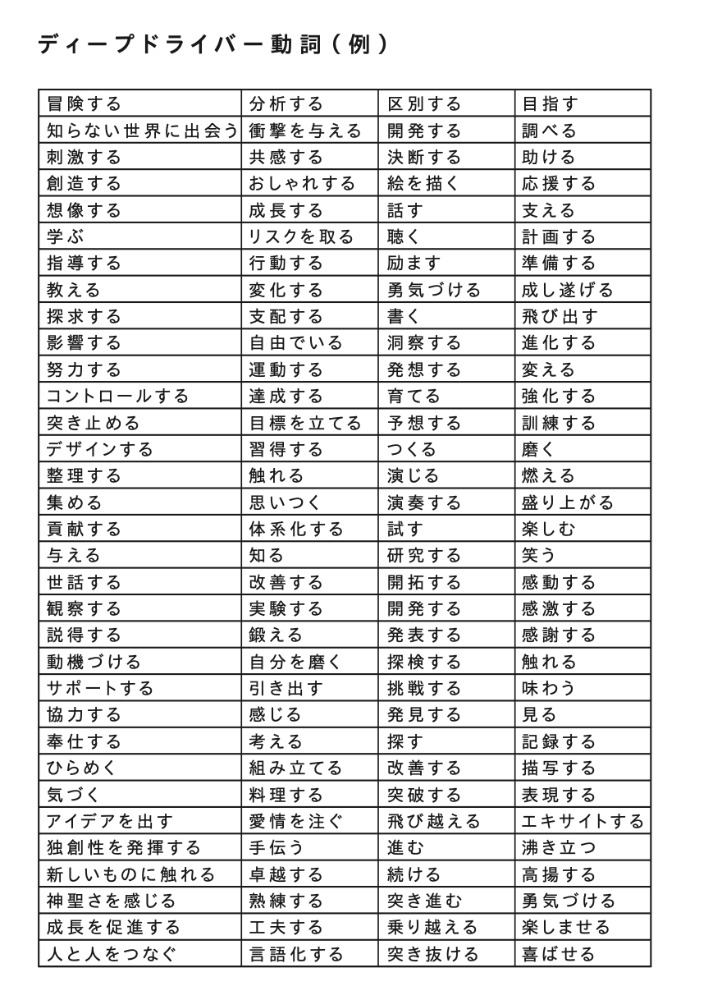 ディープドライバー動詞（例）
冒険する 分析する 区別する 目指す
知らない世界に出会う 衝撃を与える 開発する 調べる
刺激する 共感する 決断する 助ける
創造する おしゃれする 絵を描く 応援する
想像する 成長する 話す 支える
学ぶ リスクを取る 聴く 計画する
指導する 行動する 励ます 準備する
教える 変化する 勇気づける 成し遂げる
探求する 支配する 書く 飛び出す
影響する 自由でいる 洞察する 進化する
努力する 運動する 発想する 変える
コントロールする 達成する 育てる 強化する
突き止める 目標を立てる 予想する 訓練する
デザインする 習得する つくる 磨く
整理する 触れる 演じる 燃える
集める 思いつく 演奏する 盛り上がる
貢献する 体系化する 試す 楽しむ
与える 知る 研究する 笑う
世話する 改善する 開拓する 感動する
観察する 実験する 開発する 感激する
説得する 鍛える 発表する 感謝する
動機づける 自分を磨く 探検する 触れる
サポートする 引き出す 挑戦する 味わう
協力する 感じる 発見する 見る
奉仕する 考える 探す 記録する
ひらめく 組み立てる 改善する 描写する
気づく 料理する 突破する 表現する
アイデアを出す 愛情を注ぐ 飛び越える エキサイトする
独創性を発揮する 手伝う 進む 沸き立つ
新しいものに触れる 卓越する 続ける 高揚する
神聖さを感じる 熟練する 突き進む 勇気づける
成長を促進する 工夫する 乗り越える 楽しませる
人と人をつなぐ 言語化する 突き抜ける 喜ばせる